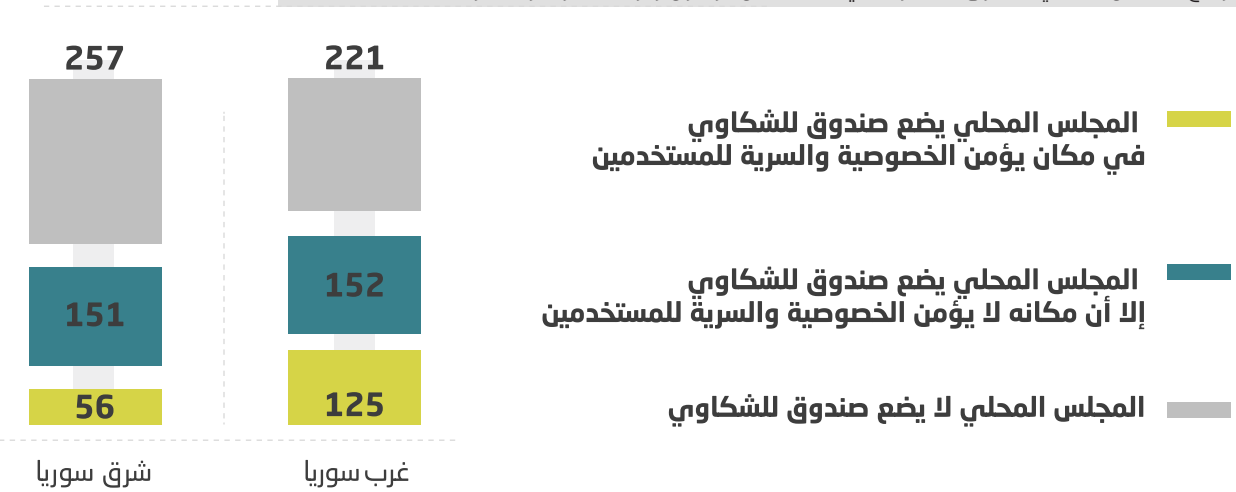 257
221
151
152
56
125
شرق سوريا
غرب سوريا
المجلس المحلي يضع صندوق للشكاوي
في مكان يؤمن الخصوصية والسرية للمستخدمين
المجلس المحلي يضع صندوق للشكاوي
إلا أن مكانه لا يؤمن الخصوصية والسرية للمستخدمين
المجلس المحلي لا يضع صندوق للشكاوي